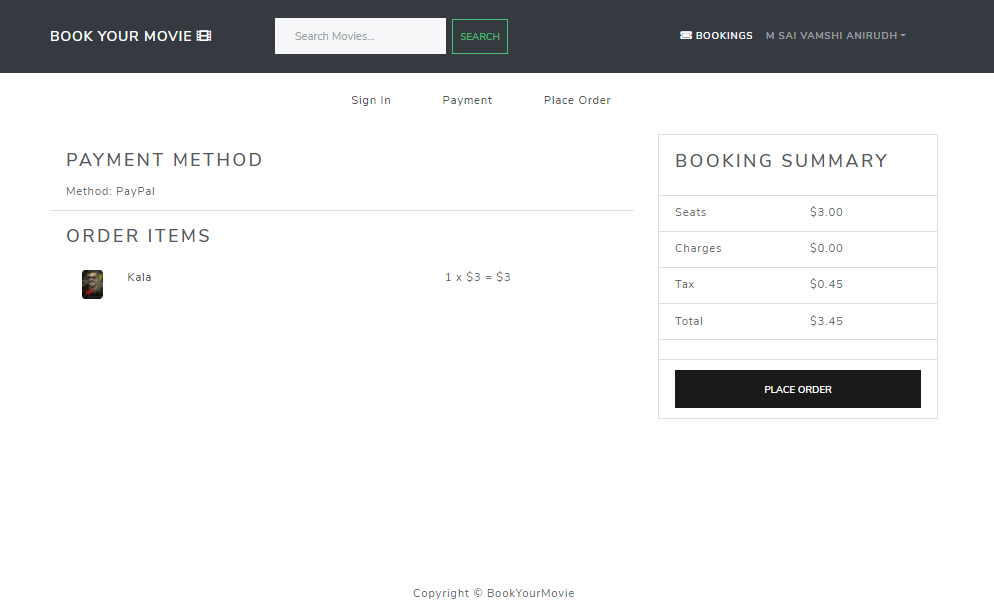 BOOK YOUR MOVIE
Search Movies...
SEARCH
BOOKINGS
M SAI VAMSHI ANIRUDH
Sign In
Payment
Place Order
PAYMENT METHOD
Method: PayPal
ORDER ITEMS
Kala
1 x $3 = $3
BOOKING SUMMARY
Seats $3.00
Charges $0.00
Tax $0.45
Total $3.45
PLACE ORDER
Copyright © BookYourMovie